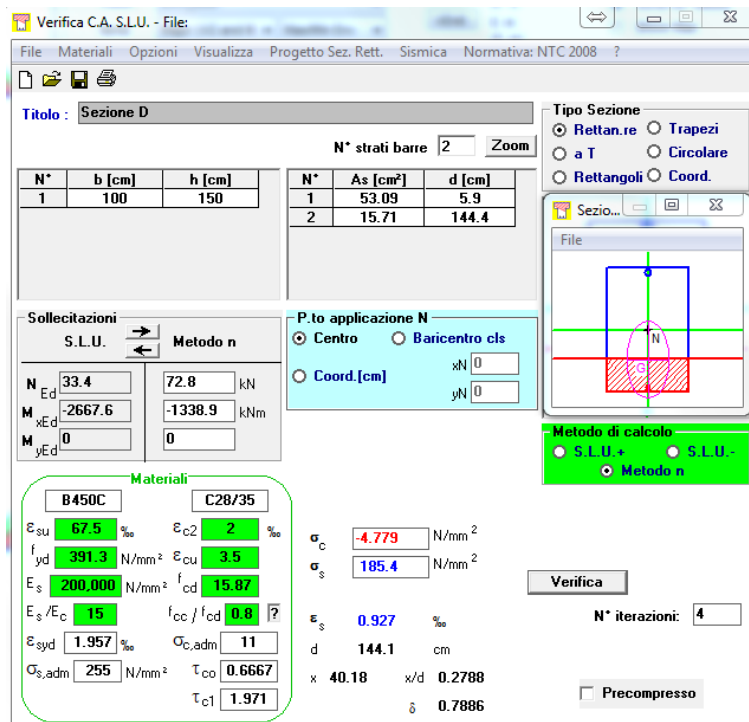 Verifica C.A. S.L.U. - File:
File Materiali Opzioni Visualizza Progetto Sez. Rett. Sismica Normativa: NTC 2008 ?
Titolo : Sezione D
N° strati barre 2 Zoom
N° b [cm] h [cm]
1 100 150
N° As [cm²] d [cm]
1 53.09 5.9
2 15.71 144.4
Tipo Sezione
Rettan.re Trapezi
a T Circolare
Rettangoli Coord.
Sezio...
File
N
G
Sollecitazioni
S.L.U. Metodo n
N Ed 33.4 72.8 kN
M xEd -2667.6 -1338.9 kNm
M yEd 0 0
P.to applicazione N
Centro Baricentro cls
Coord.[cm] xN 0
yN 0
Metodo di calcolo
S.L.U.+ S.L.U.-
Metodo n
Materiali
B450C C28/35
εsu 67.5 ‰ εc2 2 ‰
fyd 391.3 N/mm² εcu 3.5
Es 200,000 N/mm² fcd 15.87
Es/Ec 15 fcc / fcd 0.8 ?
εsyd 1.957 ‰ σc,adm 11
σs,adm 255 N/mm² τco 0.6667
τc1 1.971
σc -4.779 N/mm²
σs 185.4 N/mm²
εs 0.927 ‰
d 144.1 cm
x 40.18 x/d 0.2788
δ 0.7886
Verifica
N° iterazioni: 4
Precompresso